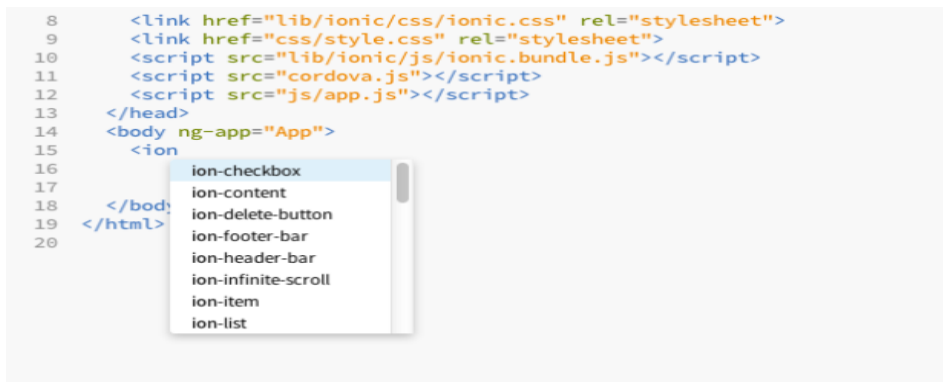 8 <link href="lib/ionic/css/ionic.css" rel="stylesheet">
9 <link href="css/style.css" rel="stylesheet">
10 <script src="lib/ionic/js/ionic.bundle.js"></script>
11 <script src="cordova.js"></script>
12 <script src="js/app.js"></script>
13 </head>
14 <body ng-app="App">
15 <ion
16 ion-checkbox
17 ion-content
18 </body
ion-delete-button
19 </html>
ion-footer-bar
20
ion-header-bar
ion-infinite-scroll
ion-item
ion-list